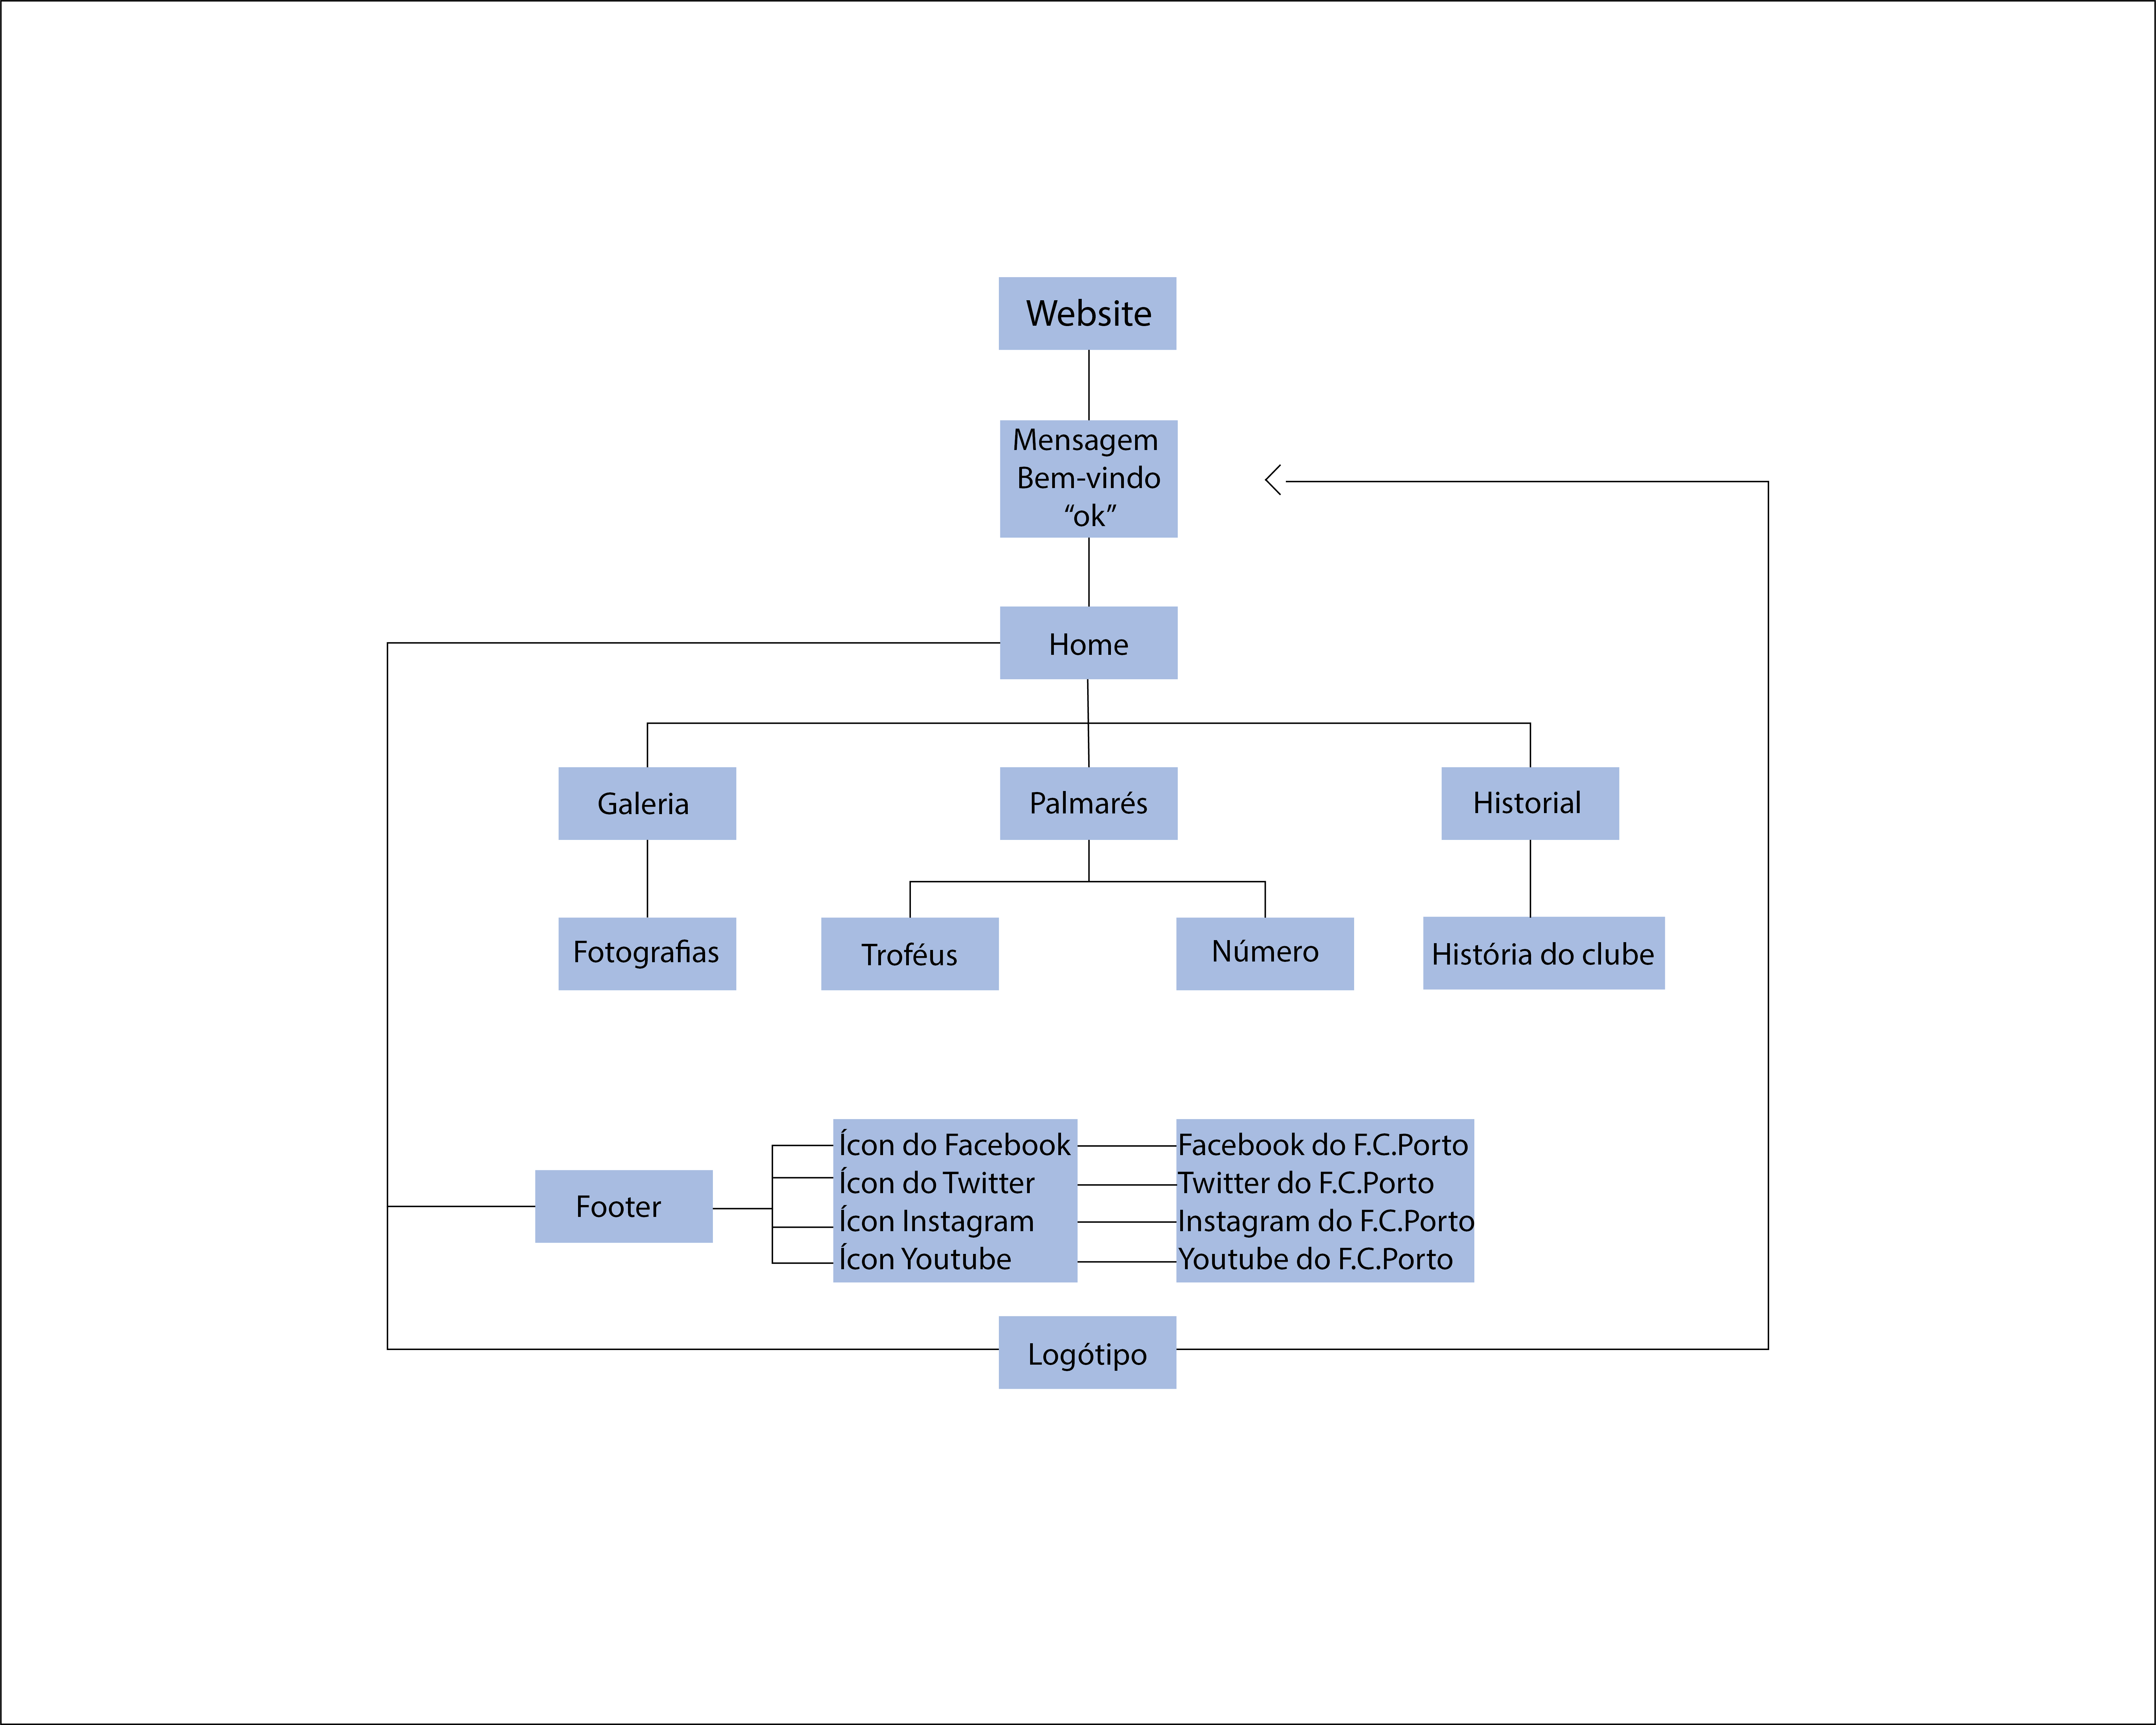 Website
Mensagem
Bem-vindo
“ok”
Home
Galeria
Palmarés
Historial
Fotografias
Troféus
Número
História do clube
Footer
Ícon do Facebook
Ícon do Twitter
Ícon Instagram
Ícon Youtube
Facebook do F.C.Porto
Twitter do F.C.Porto
Instagram do F.C.Porto
Youtube do F.C.Porto
Logótipo